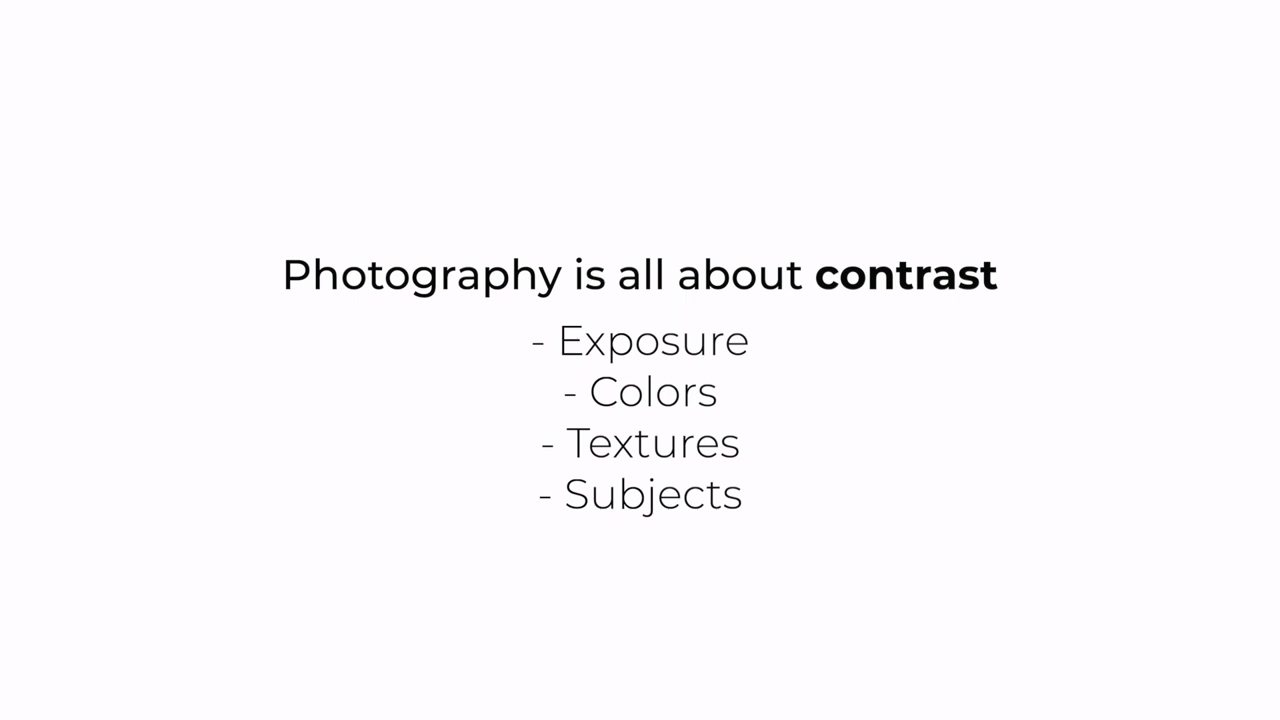 Photography is all about contrast
- Exposure
- Colors
- Textures
- Subjects